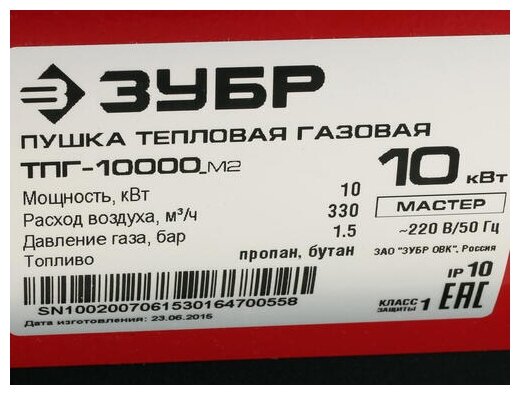 ЗУБР
ПУШКА ТЕПЛОВАЯ ГАЗОВАЯ
ТПГ-10000_М2
10 кВт
Мощность, кВт 10
Расход воздуха, м³/ч 330
МАСТЕР
Давление газа, бар 1.5
~220 В/50 Гц
Топливо пропан, бутан
ЗАО "ЗУБР ОВК", Россия
IP 10
SN1002007061530164700558
КЛАСС ЗАЩИТЫ 1
ЕАС
Дата изготовления: 23.06.2015